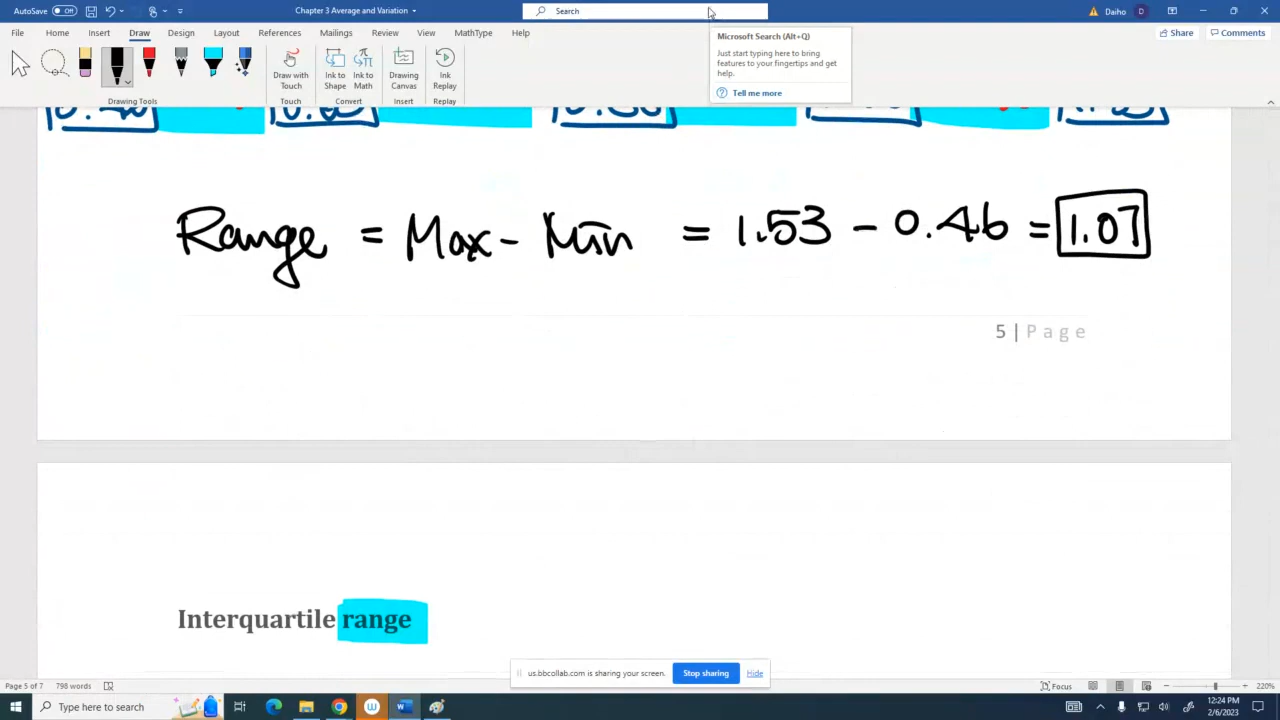 AutoSave Off Chapter 3 Average and Variation Search Daiho D
Home Insert Draw Design Layout References Mailings Review View MathType Help Share Comments
Microsoft Search (Alt+Q)
Just start typing here to bring
features to your fingertips and get
help.
Tell me more
Draw with
Touch
Ink to
Shape
Ink to
Math
Drawing
Canvas
Ink
Replay
Drawing Tools Touch Convert Insert Replay
Range = Max - Min = 1.53 - 0.46 = 1.07
5 | Page
Interquartile range
us.bbcollab.com is sharing your screen. Stop sharing Hide
Page 5 of 7 798 words Focus 220%
Type here to search
12:24 PM
2/6/2023